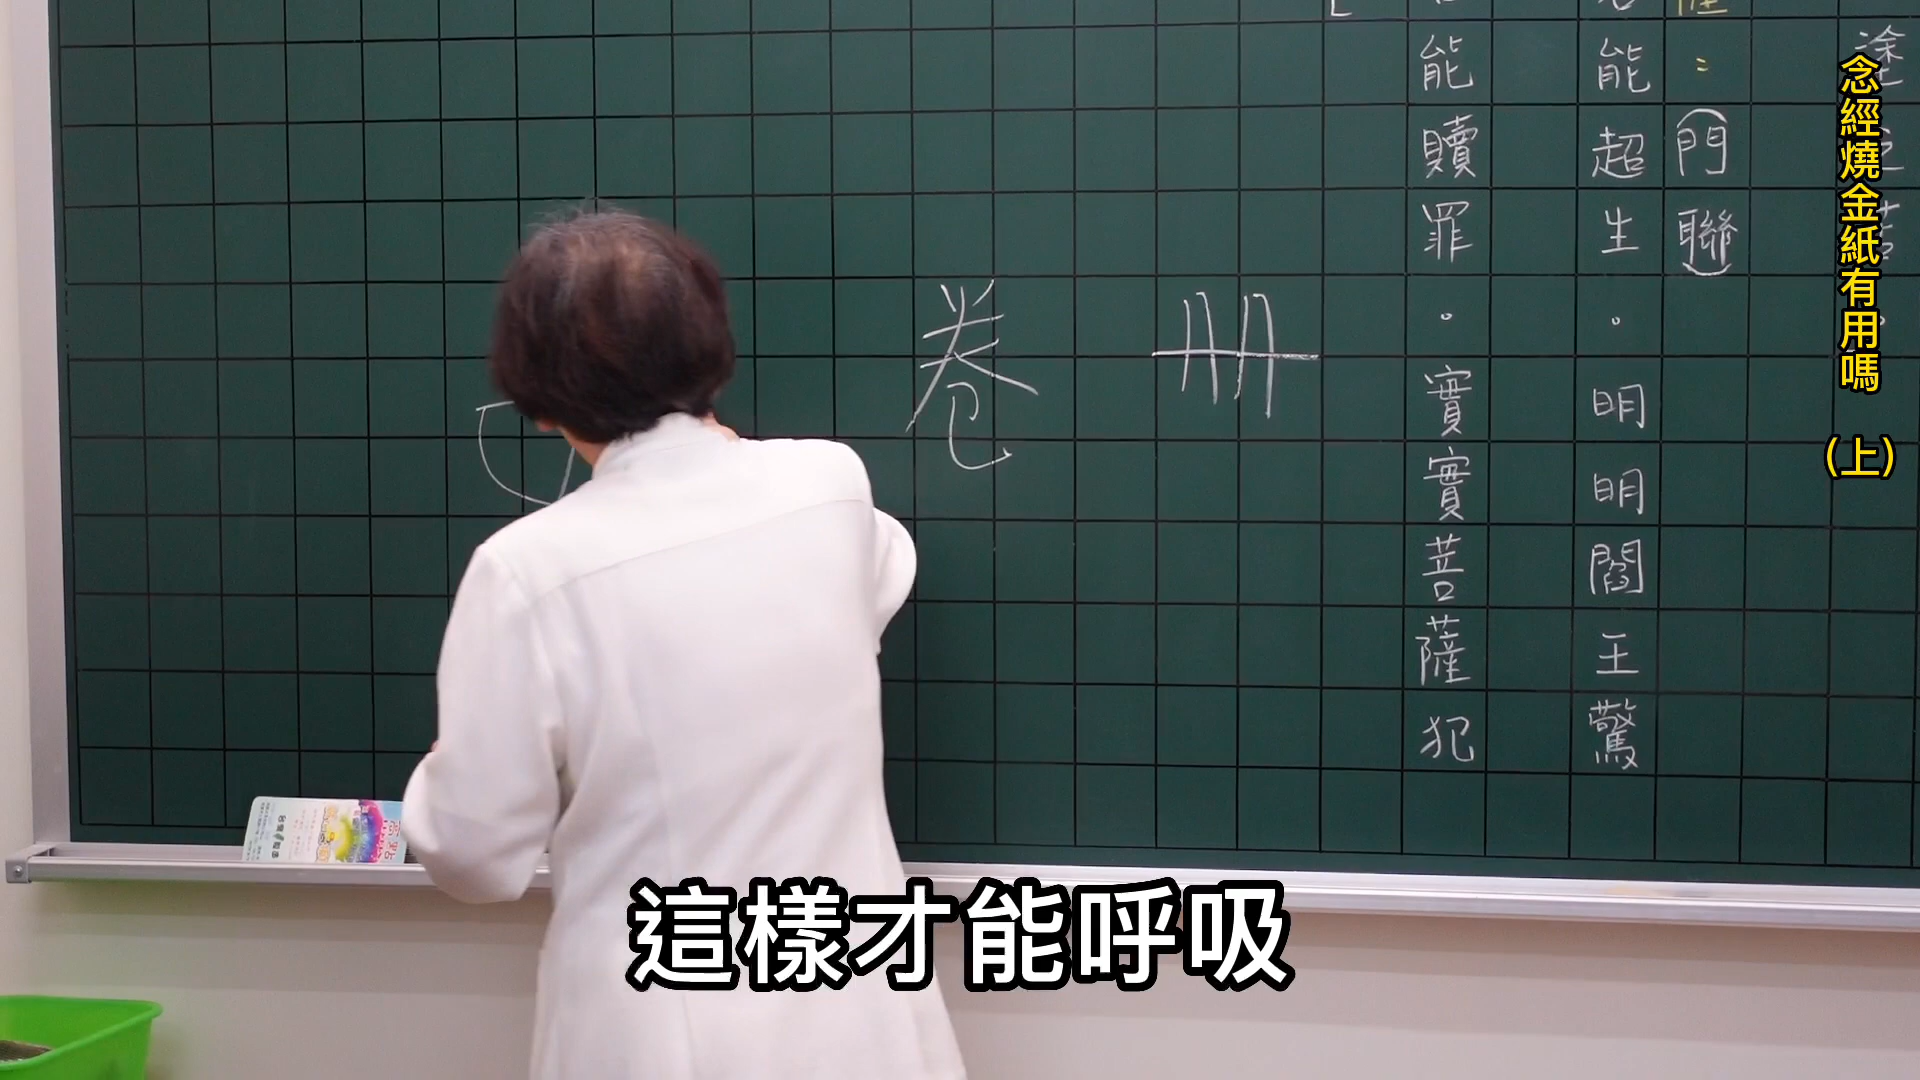 念經燒金紙有用嗎 (上)
薩：(門聯)
能超生。明明閻王驚
能贖罪。實實菩薩犯
冊
卷
這樣才能呼吸